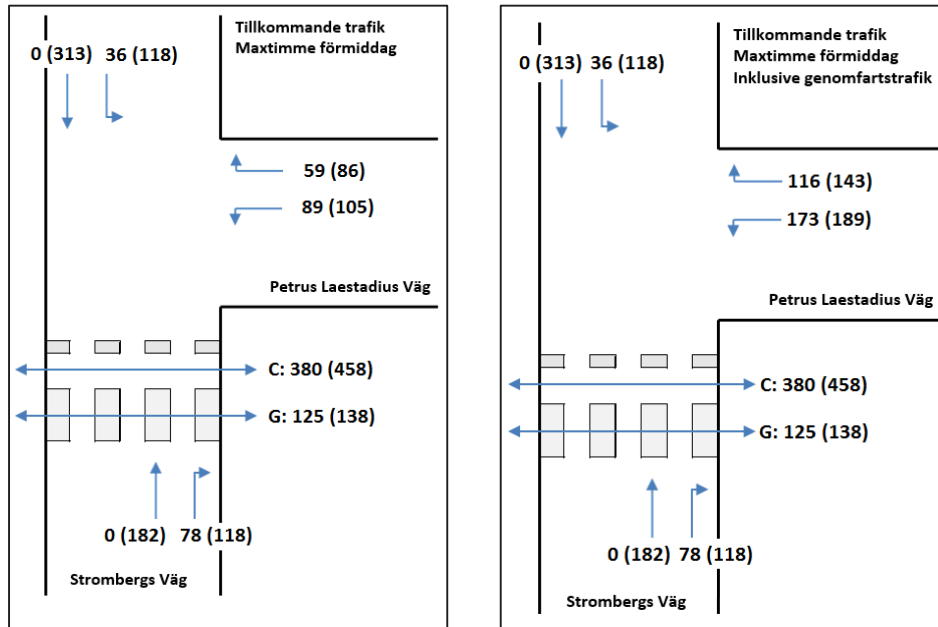 Tillkommande trafik
Maxtimme förmiddag
0 (313) 36 (118)
59 (86)
89 (105)
Petrus Laestadius Väg
C: 380 (458)
G: 125 (138)
0 (182) 78 (118)
Strombergs Väg
Tillkommande trafik
Maxtimme förmiddag
Inklusive genomfartstrafik
0 (313) 36 (118)
116 (143)
173 (189)
Petrus Laestadius Väg
C: 380 (458)
G: 125 (138)
0 (182) 78 (118)
Strombergs Väg